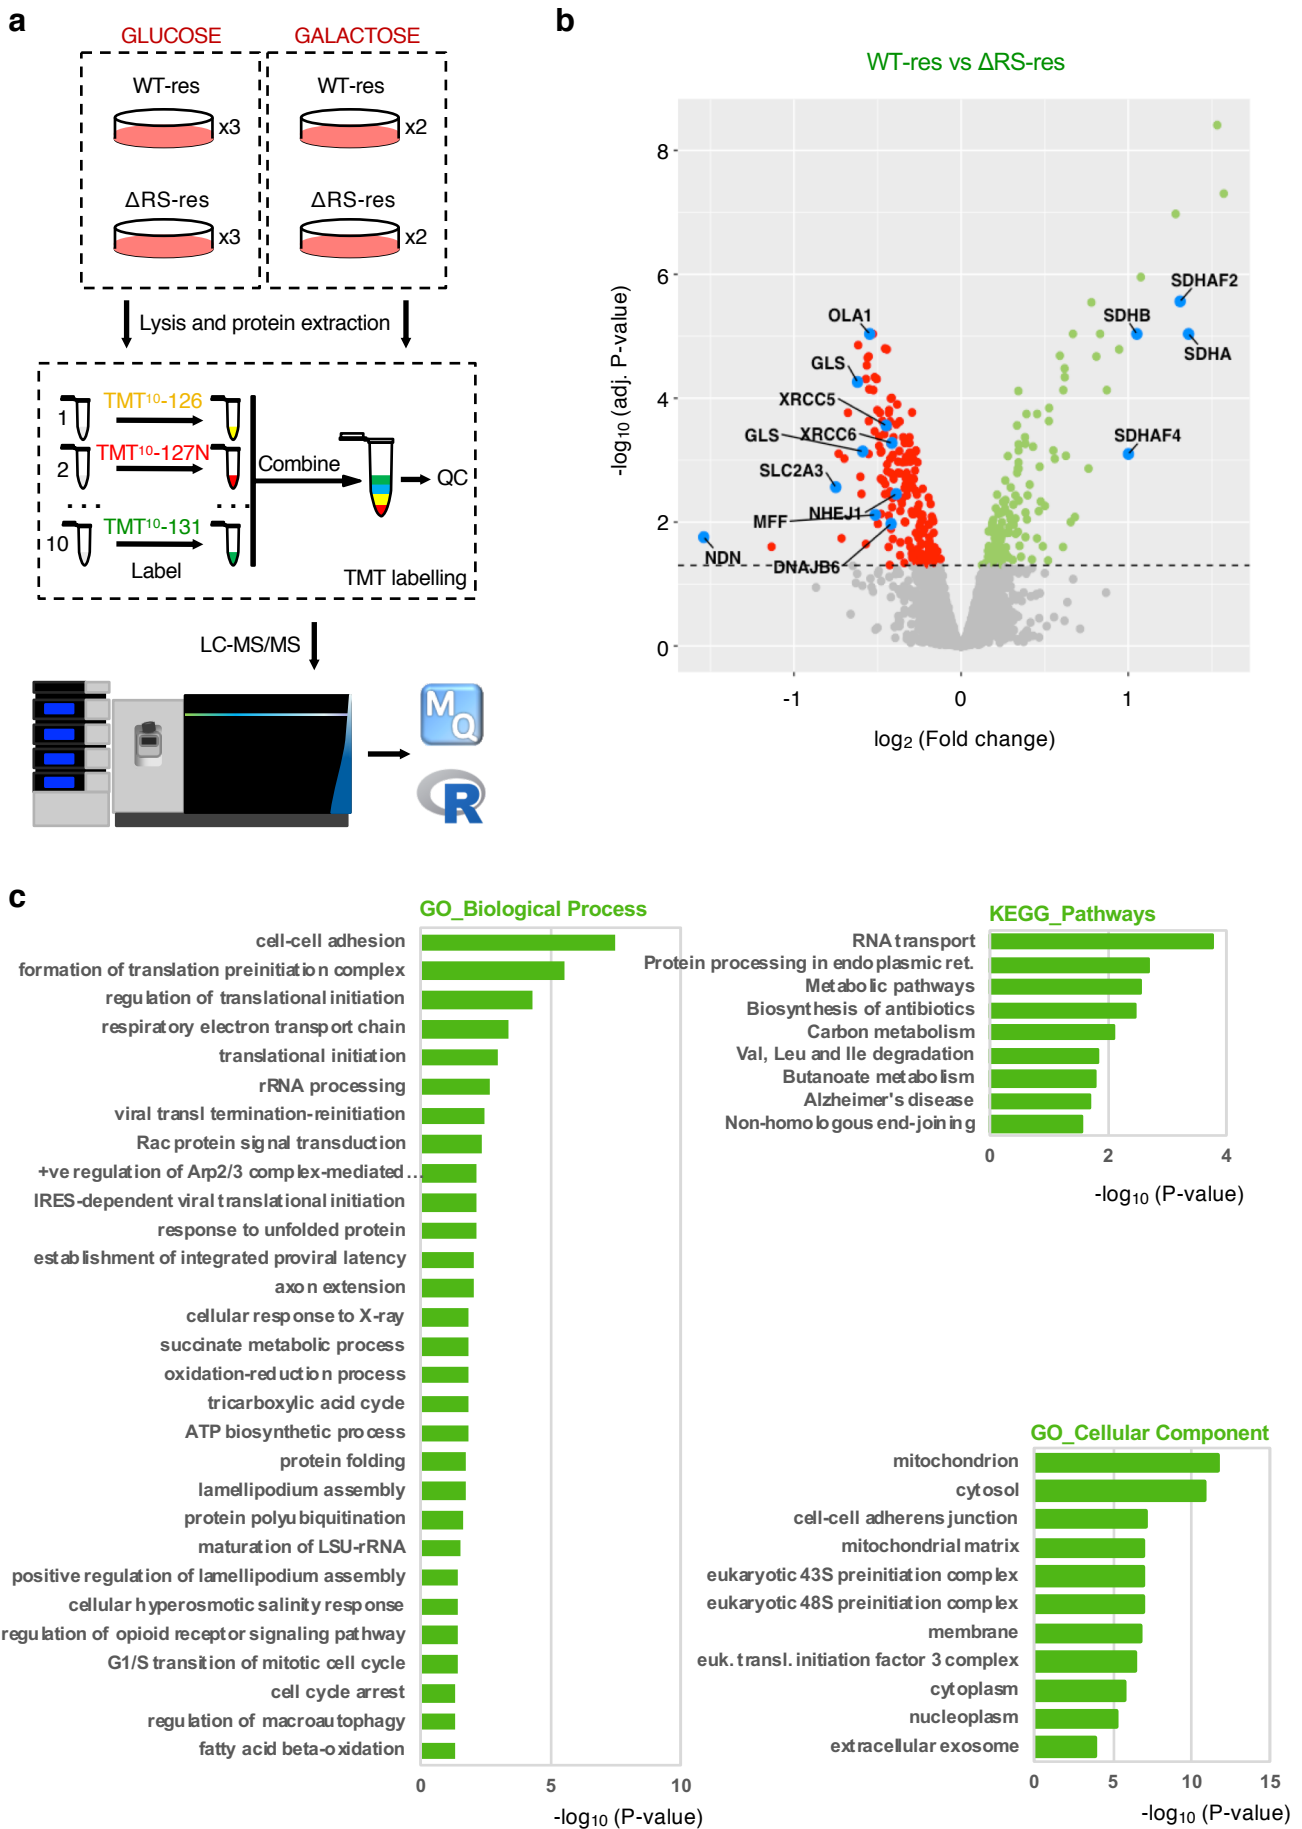 a
GLUCOSE
GALACTOSE
WT-res
WT-res
x3
x2
ΔRS-res
ΔRS-res
x3
x2
Lysis and protein extraction
1
TMT¹⁰-126
2
TMT¹⁰-127N
Combine
QC
...
...
10
TMT¹⁰-131
Label
TMT labelling
LC-MS/MS
M
Q
R
b
WT-res vs ΔRS-res
-log₁₀ (adj. P-value)
8
6
4
2
0
SDHAF2
SDHB
SDHA
SDHAF4
OLA1
GLS
XRCC5
GLS
XRCC6
SLC2A3
MFF
NHEJ1
NDN
DNAJB6
-1
0
1
log₂ (Fold change)
c
GO_Biological Process
cell-cell adhesion
formation of translation preinitiation complex
regulation of translational initiation
respiratory electron transport chain
translational initiation
rRNA processing
viral transl termination-reinitiation
Rac protein signal transduction
+ve regulation of Arp2/3 complex-mediated...
IRES-dependent viral translational initiation
response to unfolded protein
establishment of integrated proviral latency
axon extension
cellular response to X-ray
succinate metabolic process
oxidation-reduction process
tricarboxylic acid cycle
ATP biosynthetic process
protein folding
lamellipodium assembly
protein polyubiquitination
maturation of LSU-rRNA
positive regulation of lamellipodium assembly
cellular hyperosmotic salinity response
regulation of opioid receptor signaling pathway
G1/S transition of mitotic cell cycle
cell cycle arrest
regulation of macroautophagy
fatty acid beta-oxidation
0
5
10
-log₁₀ (P-value)
KEGG_Pathways
RNA transport
Protein processing in endoplasmic ret.
Metabolic pathways
Biosynthesis of antibiotics
Carbon metabolism
Val, Leu and Ile degradation
Butanoate metabolism
Alzheimer's disease
Non-homologous end-joining
0
2
4
-log₁₀ (P-value)
GO_Cellular Component
mitochondrion
cytosol
cell-cell adherens junction
mitochondrial matrix
eukaryotic 43S preinitiation complex
eukaryotic 48S preinitiation complex
membrane
euk. transl. initiation factor 3 complex
cytoplasm
nucleoplasm
extracellular exosome
0
5
10
15
-log₁₀ (P-value)